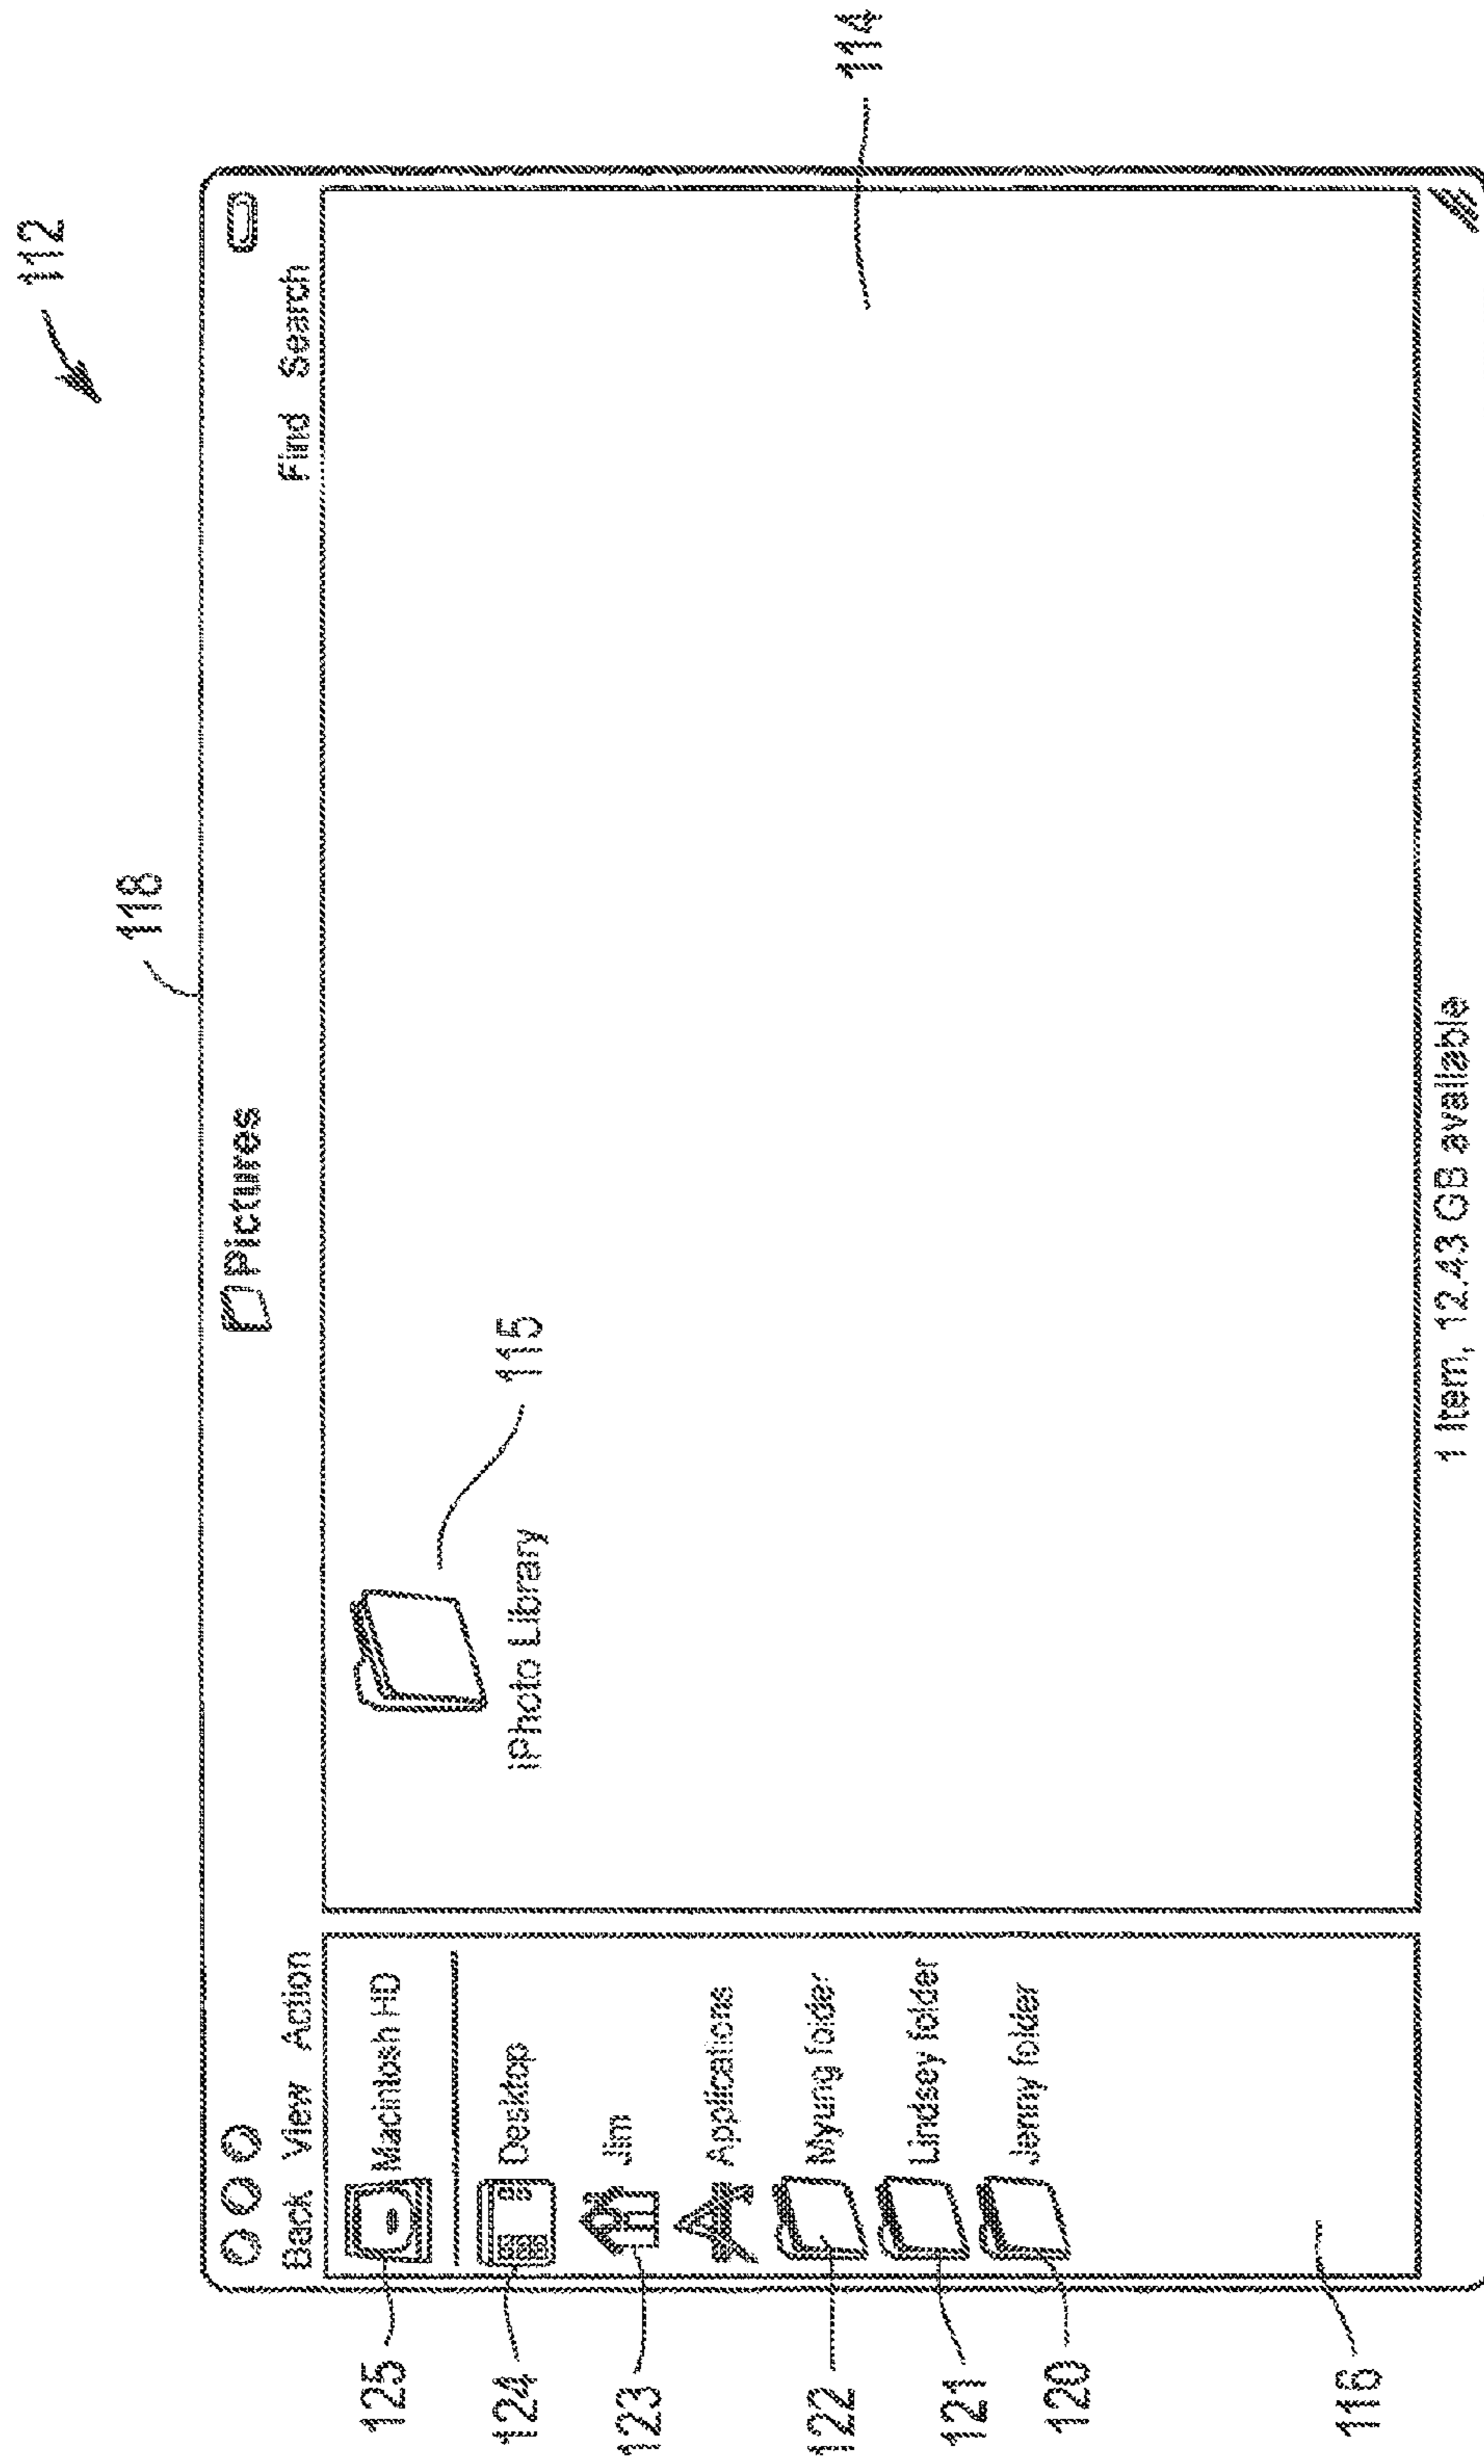 112
118
Pictures
Back View Action
Find Search
125
Macintosh HD
124
Desktop
123
Jim
Applications
122
Myung folder
121
Lindsey folder
120
Jenny folder
116
iPhoto Library
115
114
1 item, 12.43 GB available